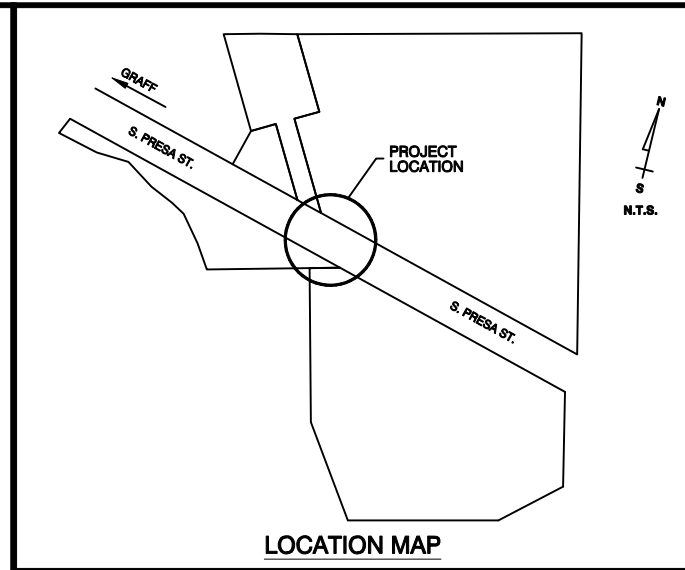 GRAFF
S. PRESA ST.
PROJECT
LOCATION
N
S
N.T.S.
S. PRESA ST.
LOCATION MAP